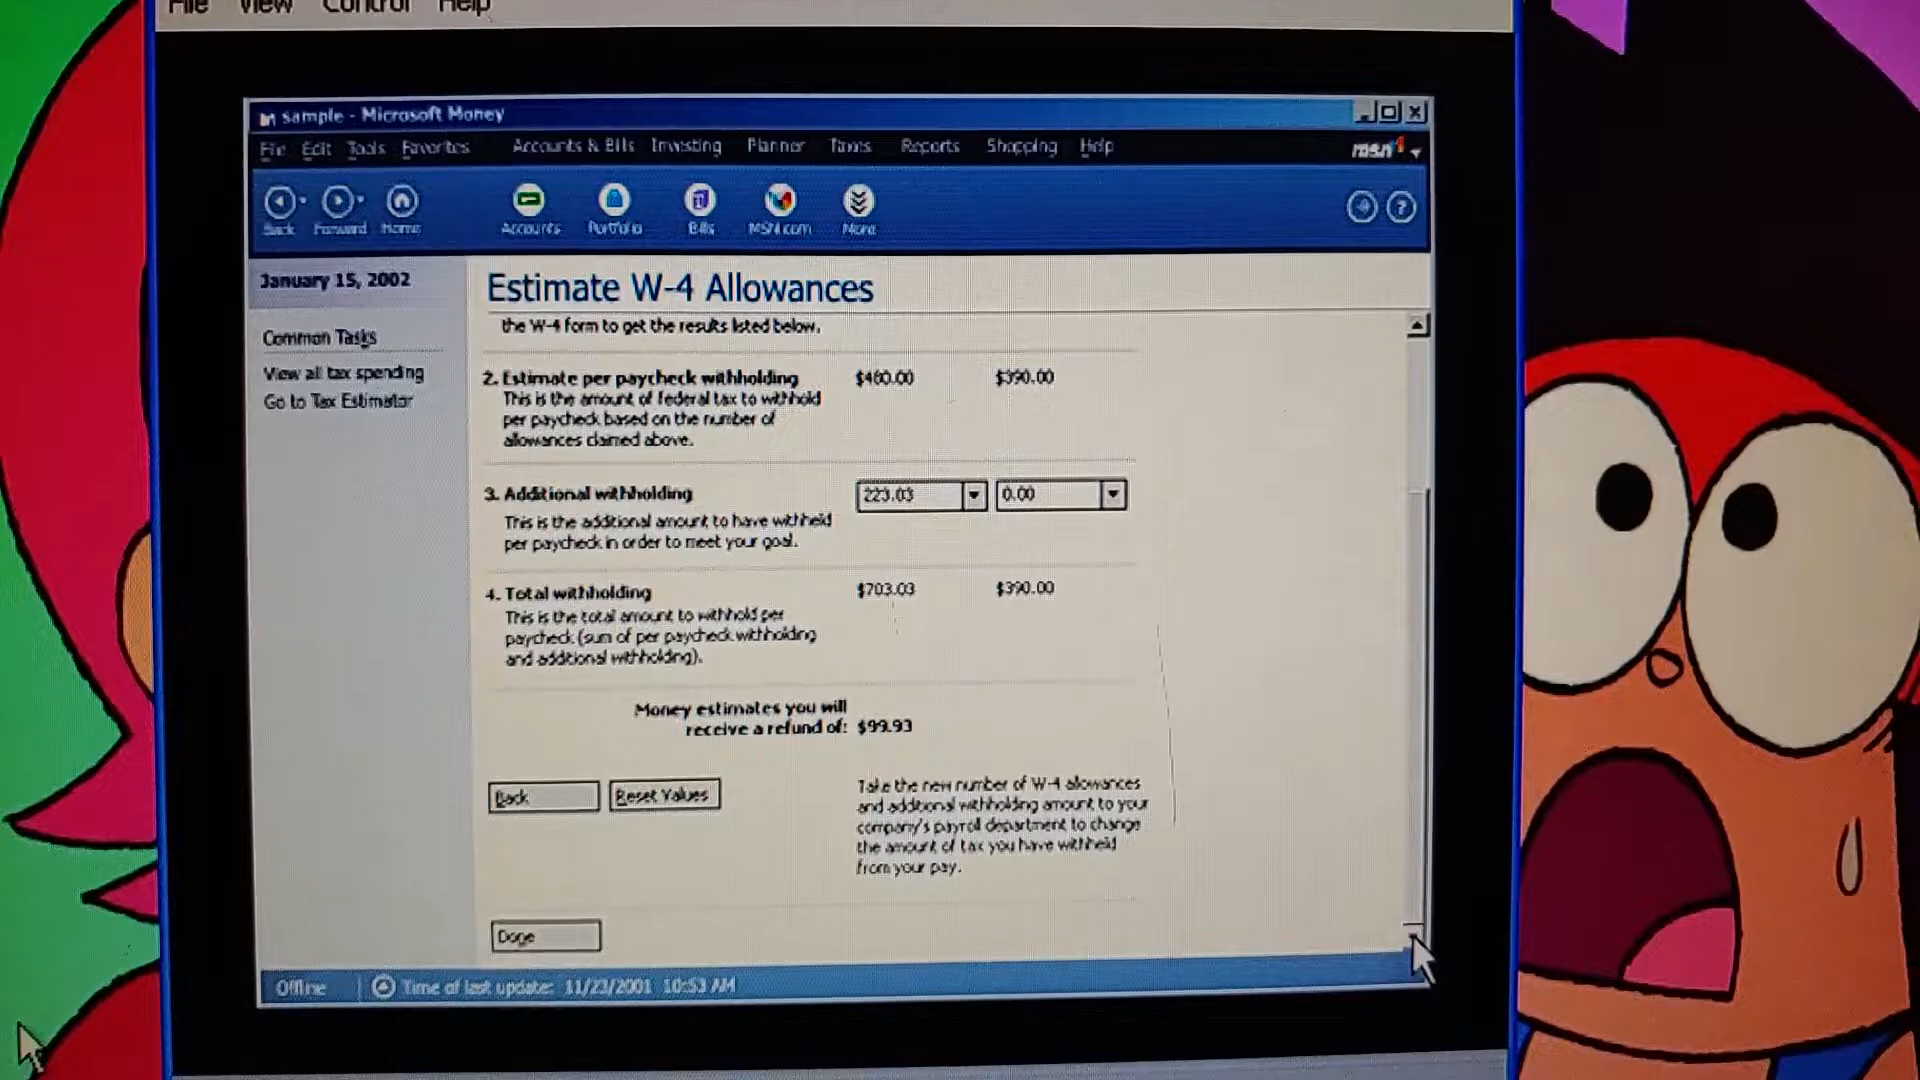 File View Control Help
sample - Microsoft Money
File Edit Tools Favorites Accounts & Bills Investing Planner Taxes Reports Shopping Help
msn
Back Forward Home Accounts Portfolio Bills MSN.com More
January 15, 2002
Estimate W-4 Allowances
Common Tasks
View all tax spending
Go to Tax Estimator
the W-4 form to get the results listed below.
2. Estimate per paycheck withholding $480.00 $390.00
This is the amount of federal tax to withhold
per paycheck based on the number of
allowances claimed above.
3. Additional withholding 223.03 0.00
This is the additional amount to have withheld
per paycheck in order to meet your goal.
4. Total withholding $703.03 $390.00
This is the total amount to withhold per
paycheck (sum of per paycheck withholding
and additional withholding).
Money estimates you will
receive a refund of: $99.93
Back Reset Values
Take the new number of W-4 allowances
and additional withholding amount to your
company's payroll department to change
the amount of tax you have withheld
from your pay.
Done
Offline Time of last update: 11/23/2001 10:53 AM